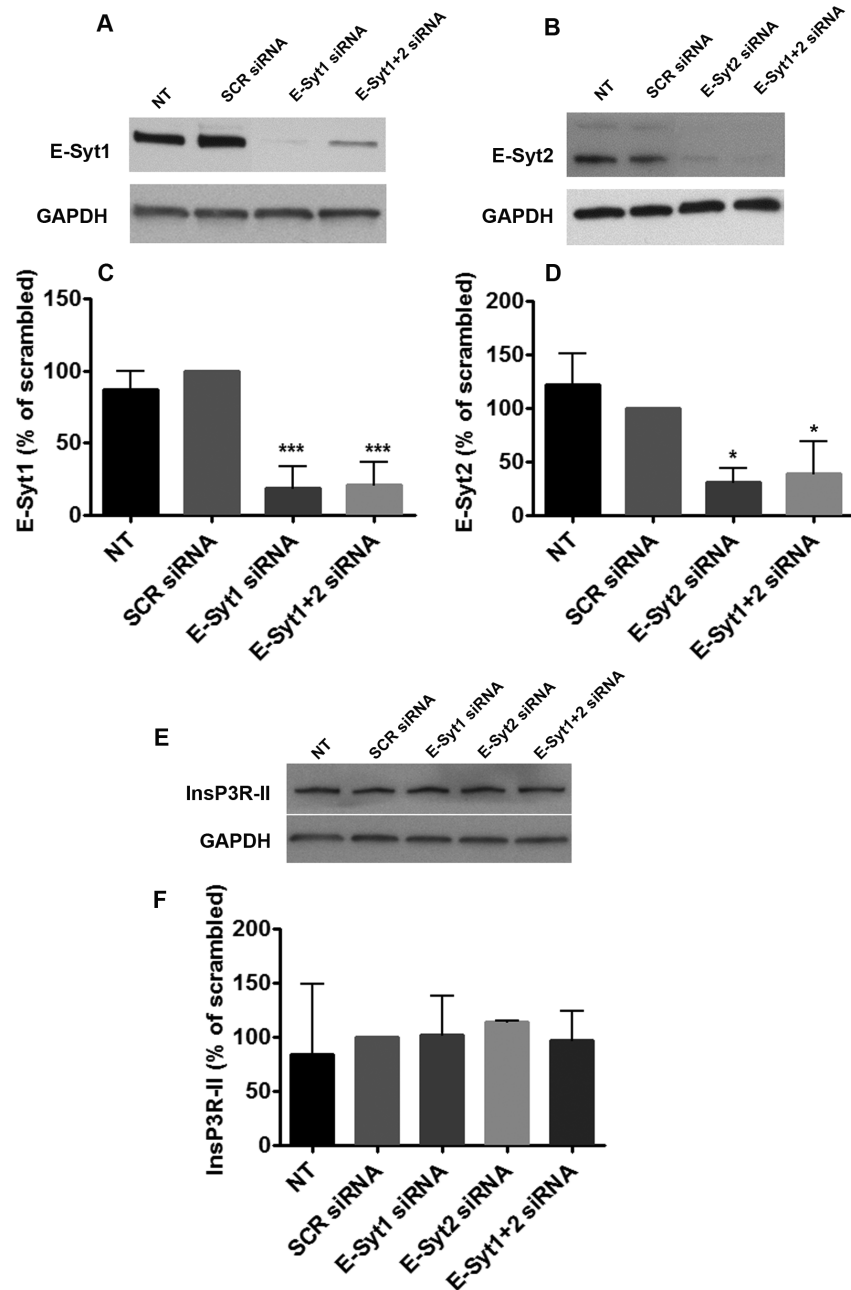 A
NT
SCR siRNA
E-Syt1 siRNA
E-Syt1+2 siRNA
E-Syt1
GAPDH
B
NT
SCR siRNA
E-Syt2 siRNA
E-Syt1+2 siRNA
E-Syt2
GAPDH
C
E-Syt1 (% of scrambled)
150
100
50
0
***
***
NT
SCR siRNA
E-Syt1 siRNA
E-Syt1+2 siRNA
D
E-Syt2 (% of scrambled)
200
150
100
50
0
*
*
NT
SCR siRNA
E-Syt2 siRNA
E-Syt1+2 siRNA
E
NT
SCR siRNA
E-Syt1 siRNA
E-Syt2 siRNA
E-Syt1+2 siRNA
InsP3R-II
GAPDH
F
InsP3R-II (% of scrambled)
200
150
100
50
0
NT
SCR siRNA
E-Syt1 siRNA
E-Syt2 siRNA
E-Syt1+2 siRNA